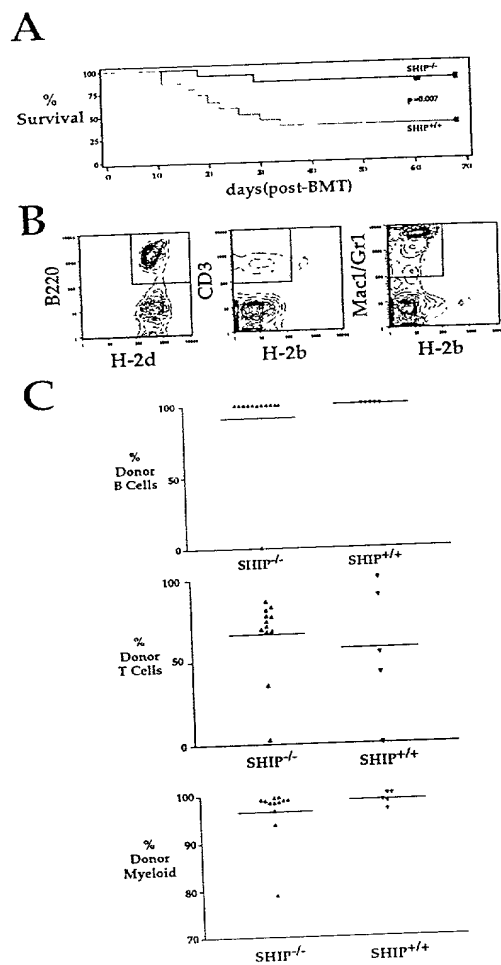 A
%
Survival
100
75
50
25
0
SHIP-/-
p =0.007
SHIP+/+
0
10
20
30
40
50
60
70
days(post-BMT)
B
B220
H-2d
CD3
H-2b
Mac1/Gr1
H-2b
C
%
Donor
B Cells
100
50
0
SHIP-/-
SHIP+/+
%
Donor
T Cells
100
50
0
SHIP-/-
SHIP+/+
%
Donor
Myeloid
100
90
80
70
SHIP-/-
SHIP+/+